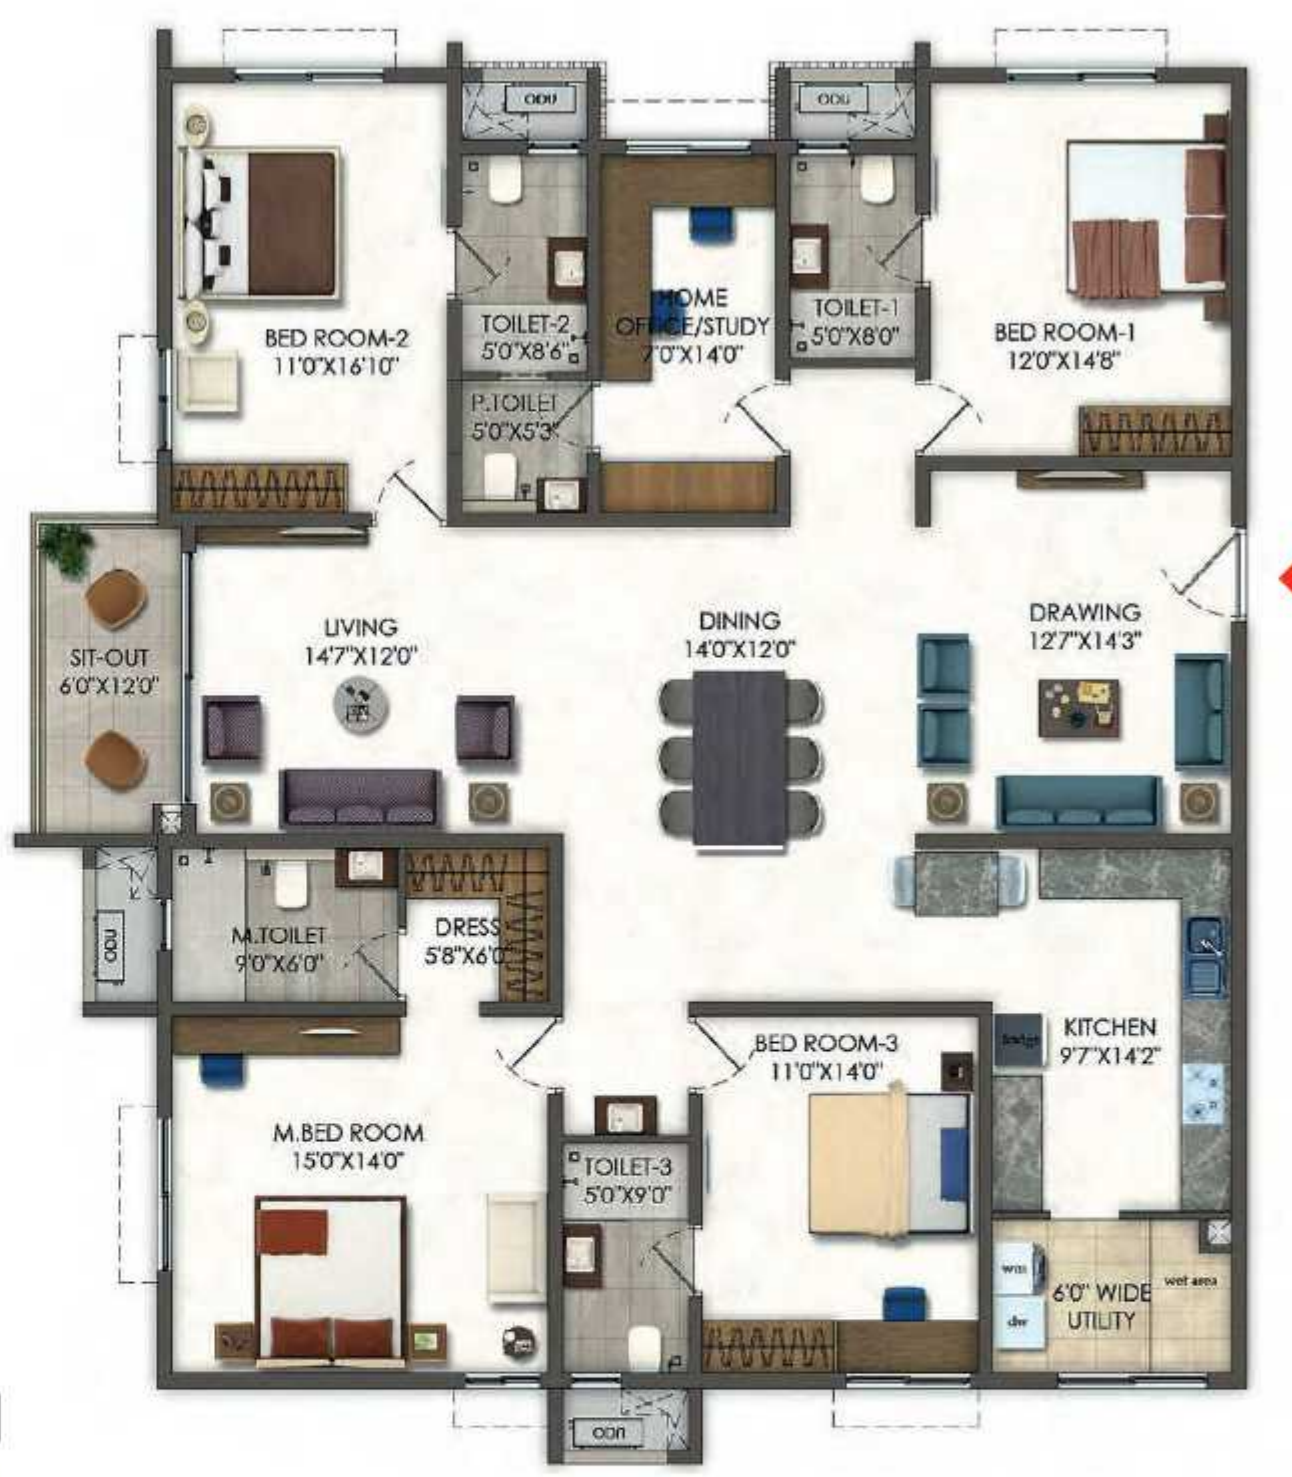 ODU
ODU
BED ROOM-2
11'0"X16'10"
TOILET-2
5'0"X8'6"
HOME
OFFICE/STUDY
7'0"X14'0"
TOILET-1
5'0"X8'0"
BED ROOM-1
12'0"X14'8"
P.TOILET
5'0"X5'3"
SIT-OUT
6'0"X12'0"
LIVING
14'7"X12'0"
DINING
14'0"X12'0"
DRAWING
12'7"X14'3"
ODU
M.TOILET
9'0"X6'0"
DRESS
5'8"X6'0"
BED ROOM-3
11'0"X14'0"
fridge
KITCHEN
9'7"X14'2"
M.BED ROOM
15'0"X14'0"
TOILET-3
5'0"X9'0"
wm
dw
6'0" WIDE
UTILITY
wet area
ODU